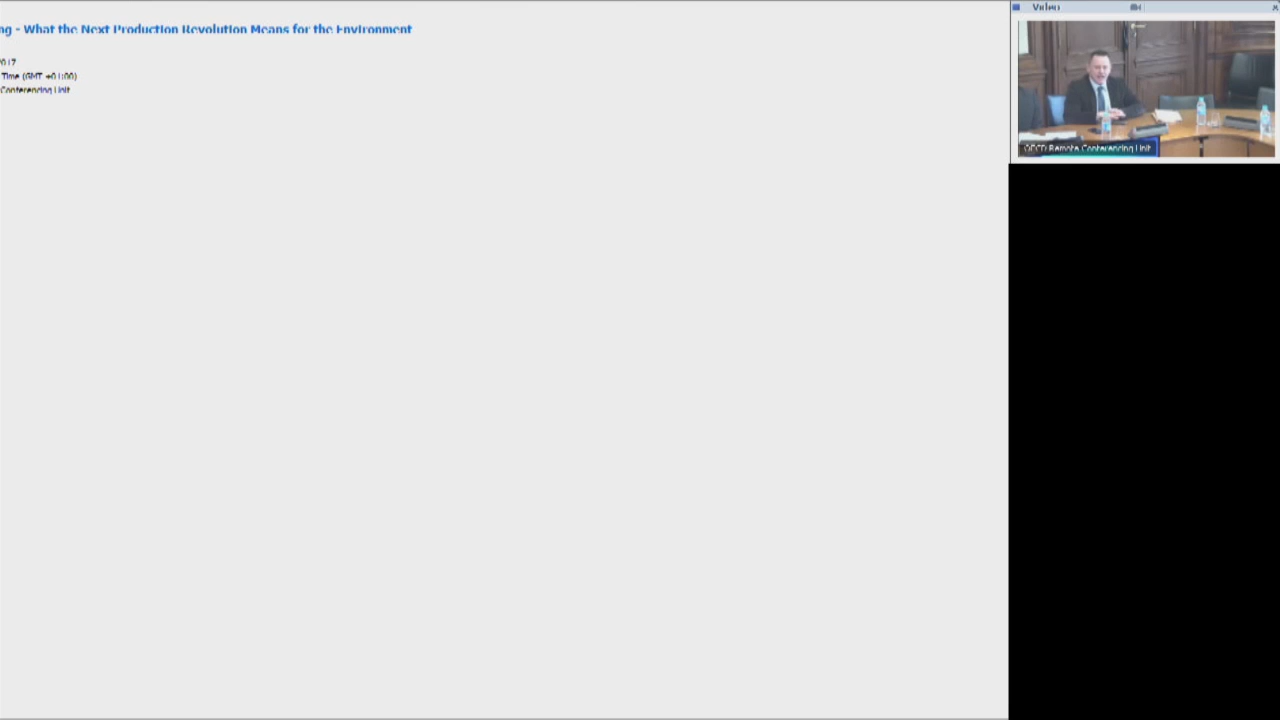 ng - What the Next Production Revolution Means for the Environment
2017
Time (GMT +01:00)
Conferencing Unit
Video
OECD Remote Conferencing Unit